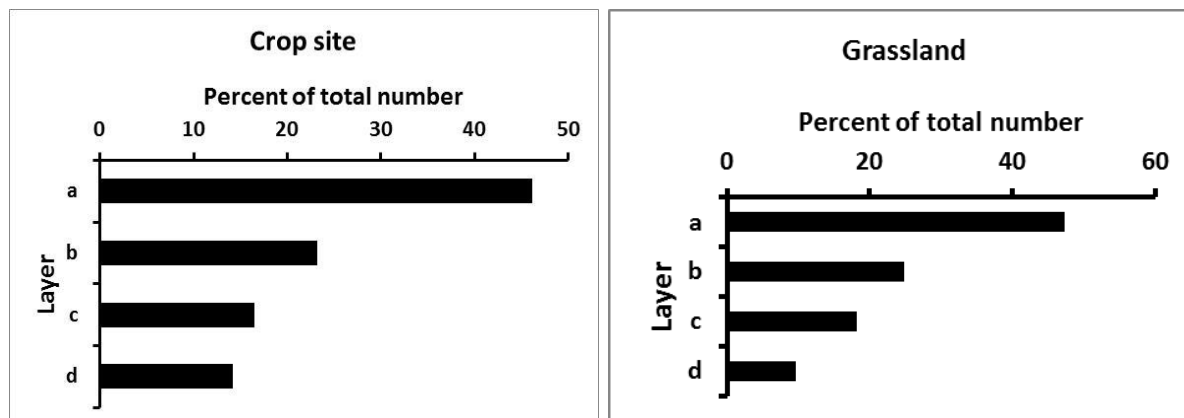 Crop site
Percent of total number
0 10 20 30 40 50
a
b
c
d
Layer
Grassland
Percent of total number
0 20 40 60
a
b
c
d
Layer